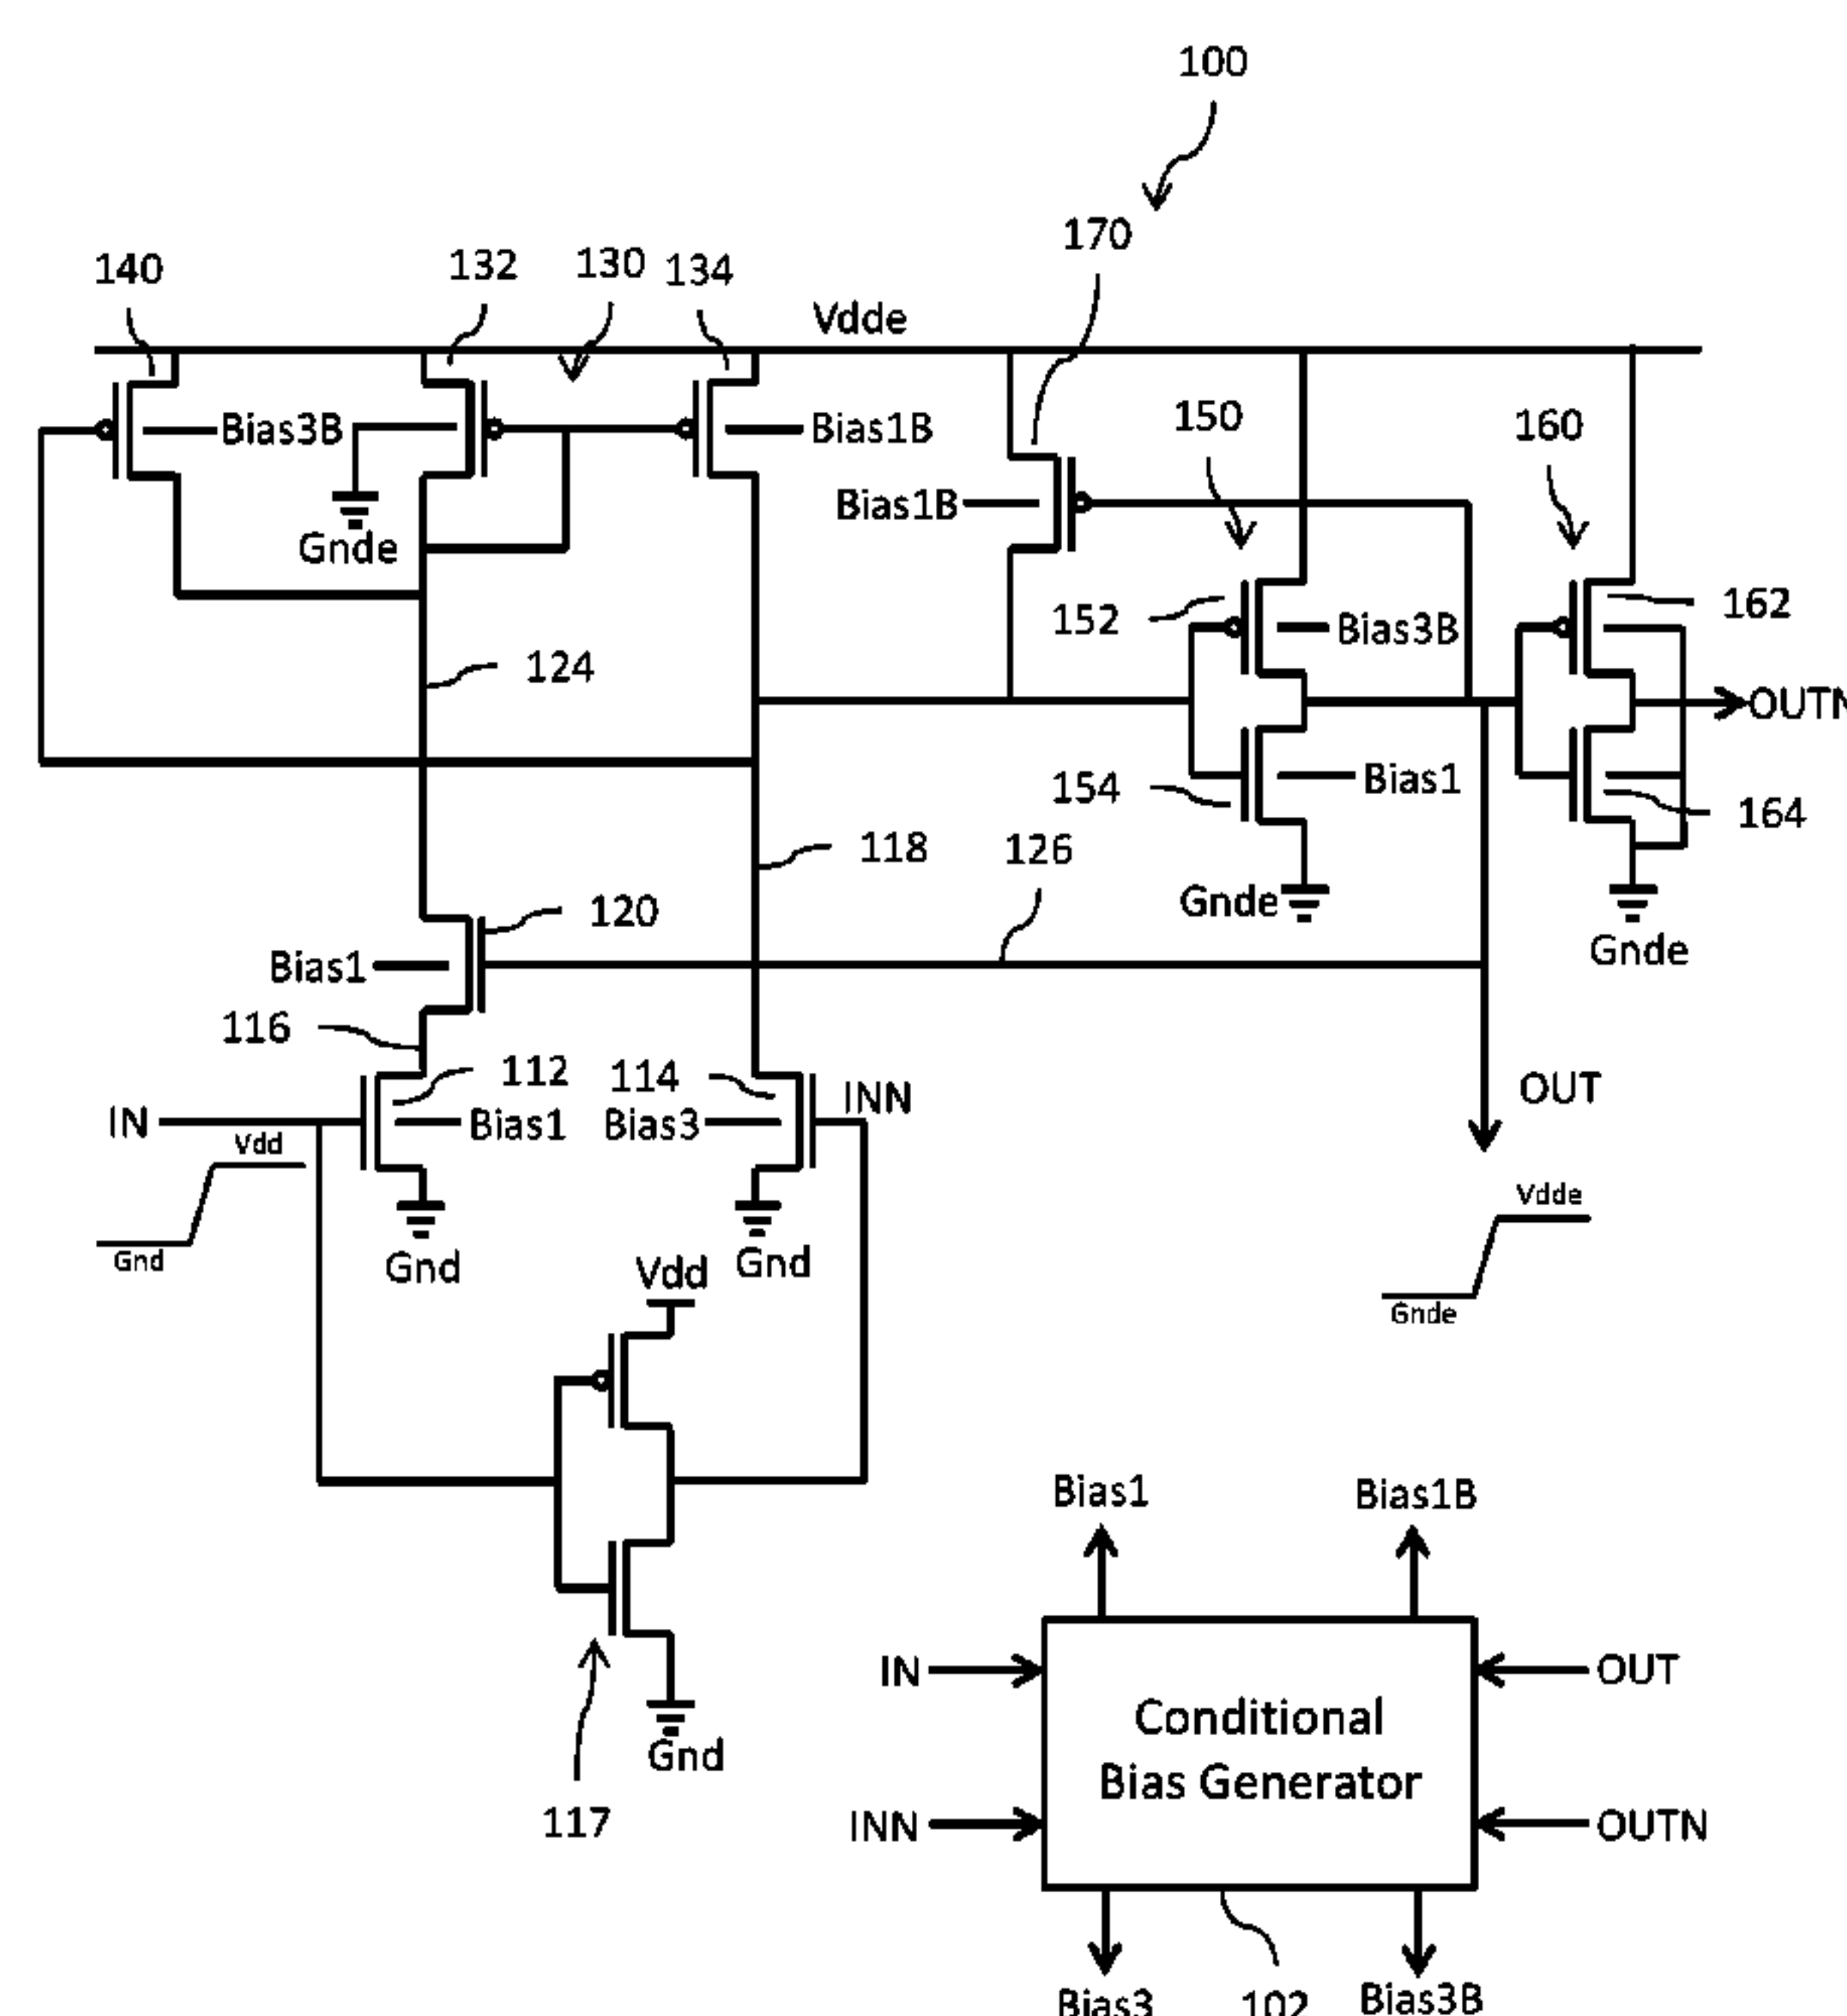 100
170
140
132
130
134
Vdde
150
160
Bias3B
Bias1B
Bias1B
Gnde
152
Bias3B
162
124
OUTN
154
Bias1
164
118
126
Gnde
120
Gnde
Bias1
116
112
114
INN
OUT
IN
Bias1
Bias3
Vdd
Gnd
Gnd
Gnd
Vdd
Vdde
Gnde
Gnd
117
Bias1
Bias1B
IN
OUT
Conditional
Bias Generator
INN
OUTN
Bias3
102
Bias3B